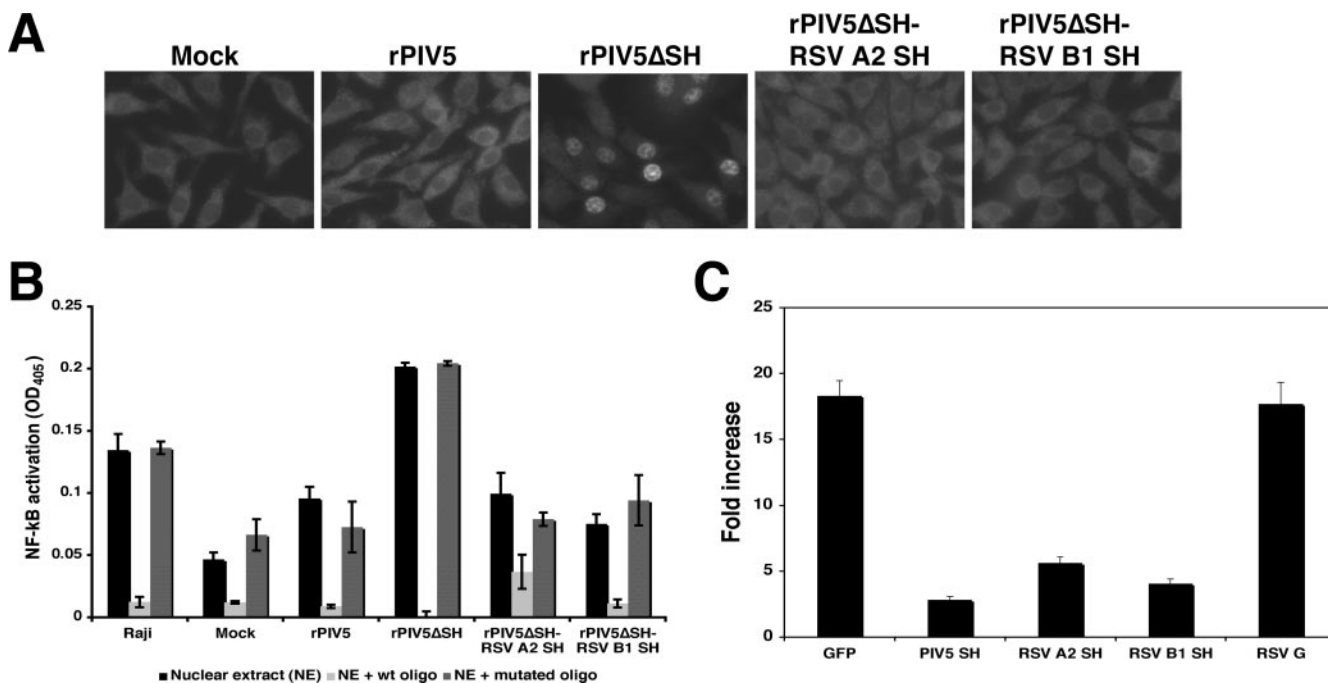 A
Mock
rPIV5
rPIV5ΔSH
rPIV5ΔSH-
RSV A2 SH
rPIV5ΔSH-
RSV B1 SH
B
NF-kB activation (OD405)
0.25
0.2
0.15
0.1
0.05
0
Raji
Mock
rPIV5
rPIV5ΔSH
rPIV5ΔSH-
RSV A2 SH
rPIV5ΔSH-
RSV B1 SH
Nuclear extract (NE) NE + wt oligo NE + mutated oligo
C
Fold increase
25
20
15
10
5
0
GFP
PIV5 SH
RSV A2 SH
RSV B1 SH
RSV G